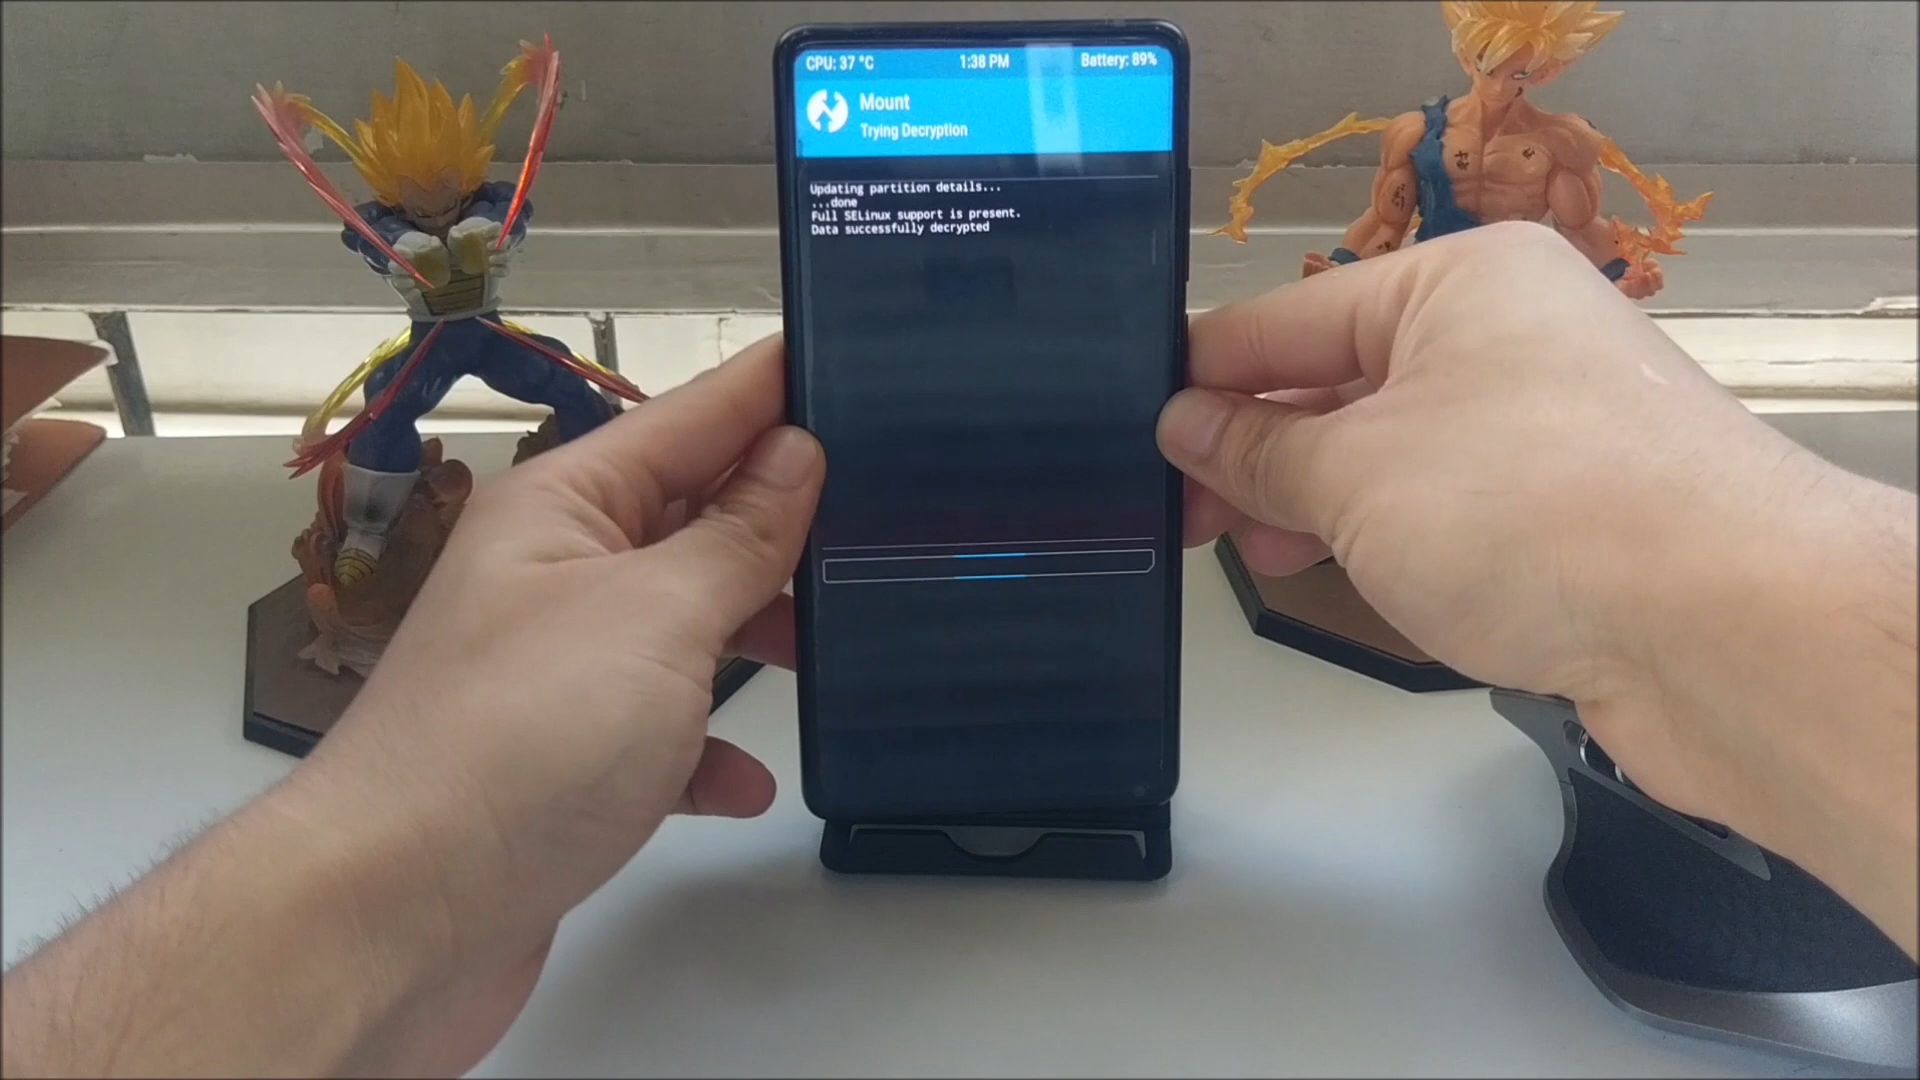 CPU: 37 °C 1:38 PM Battery: 89%
Mount
Trying Decryption
Updating partition details...
...done
Full SELinux support is present.
Data successfully decrypted